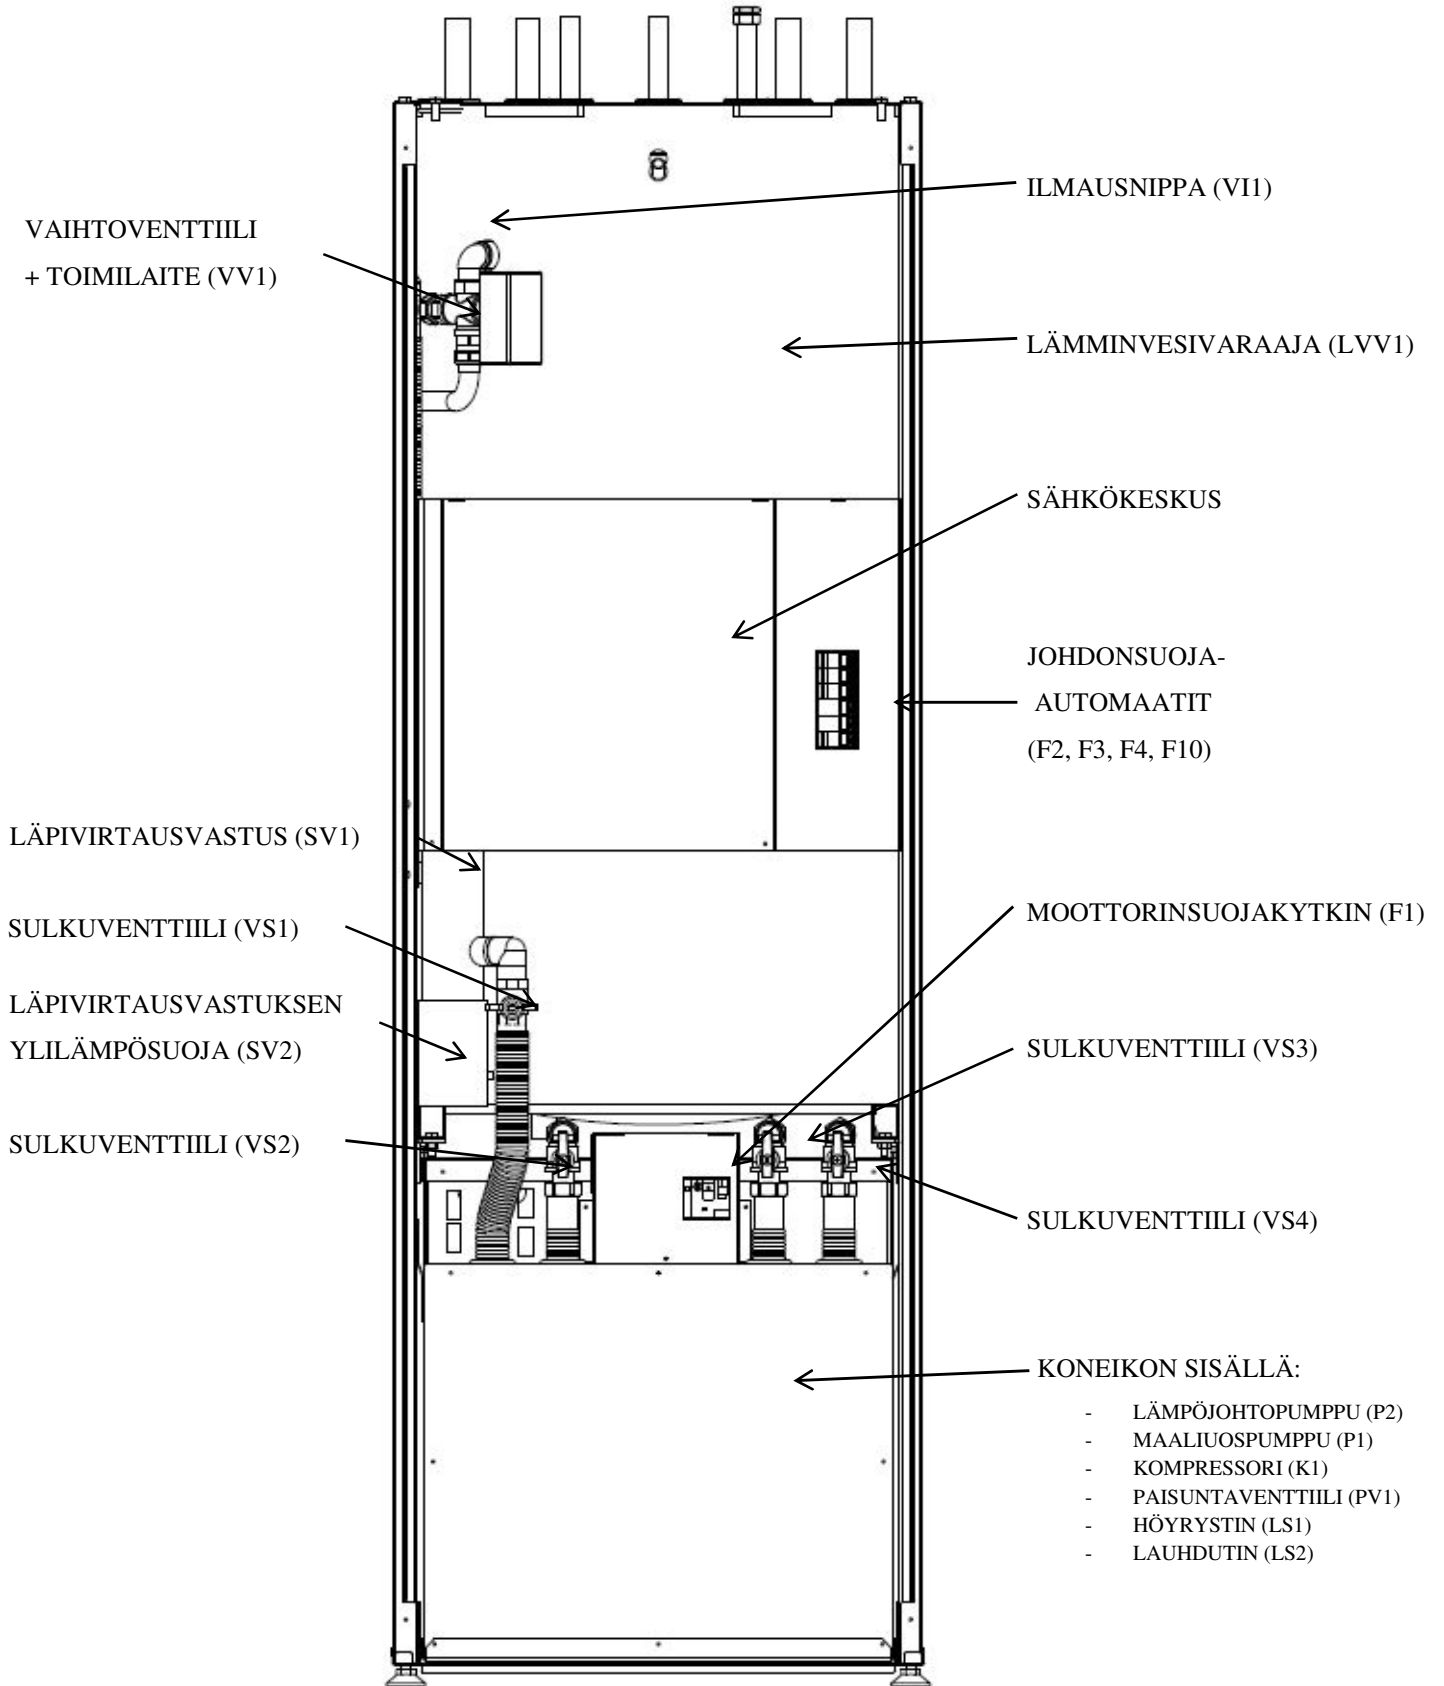 ILMAUSNIPPA (VI1)
VAIHTOVENTTIILI
+ TOIMILAITE (VV1)
LÄMMINVESIVARAAJA (LVV1)
SÄHKÖKESKUS
JOHDONSUOJA-
AUTOMAATIT
(F2, F3, F4, F10)
LÄPIVIRTAUSVASTUS (SV1)
SULKUVENTTIILI (VS1)
MOOTTORINSUOJAKYTKIN (F1)
LÄPIVIRTAUSVASTUKSEN
YLILÄMPÖSUOJA (SV2)
SULKUVENTTIILI (VS3)
SULKUVENTTIILI (VS2)
SULKUVENTTIILI (VS4)
KONEIKON SISÄLLÄ:
- LÄMPÖJOHTOPUMPPU (P2)
- MAALIUOSPUMPPU (P1)
- KOMPRESSORI (K1)
- PAISUNTAVENTTIILI (PV1)
- HÖYRYSTIN (LS1)
- LAUHDUTIN (LS2)